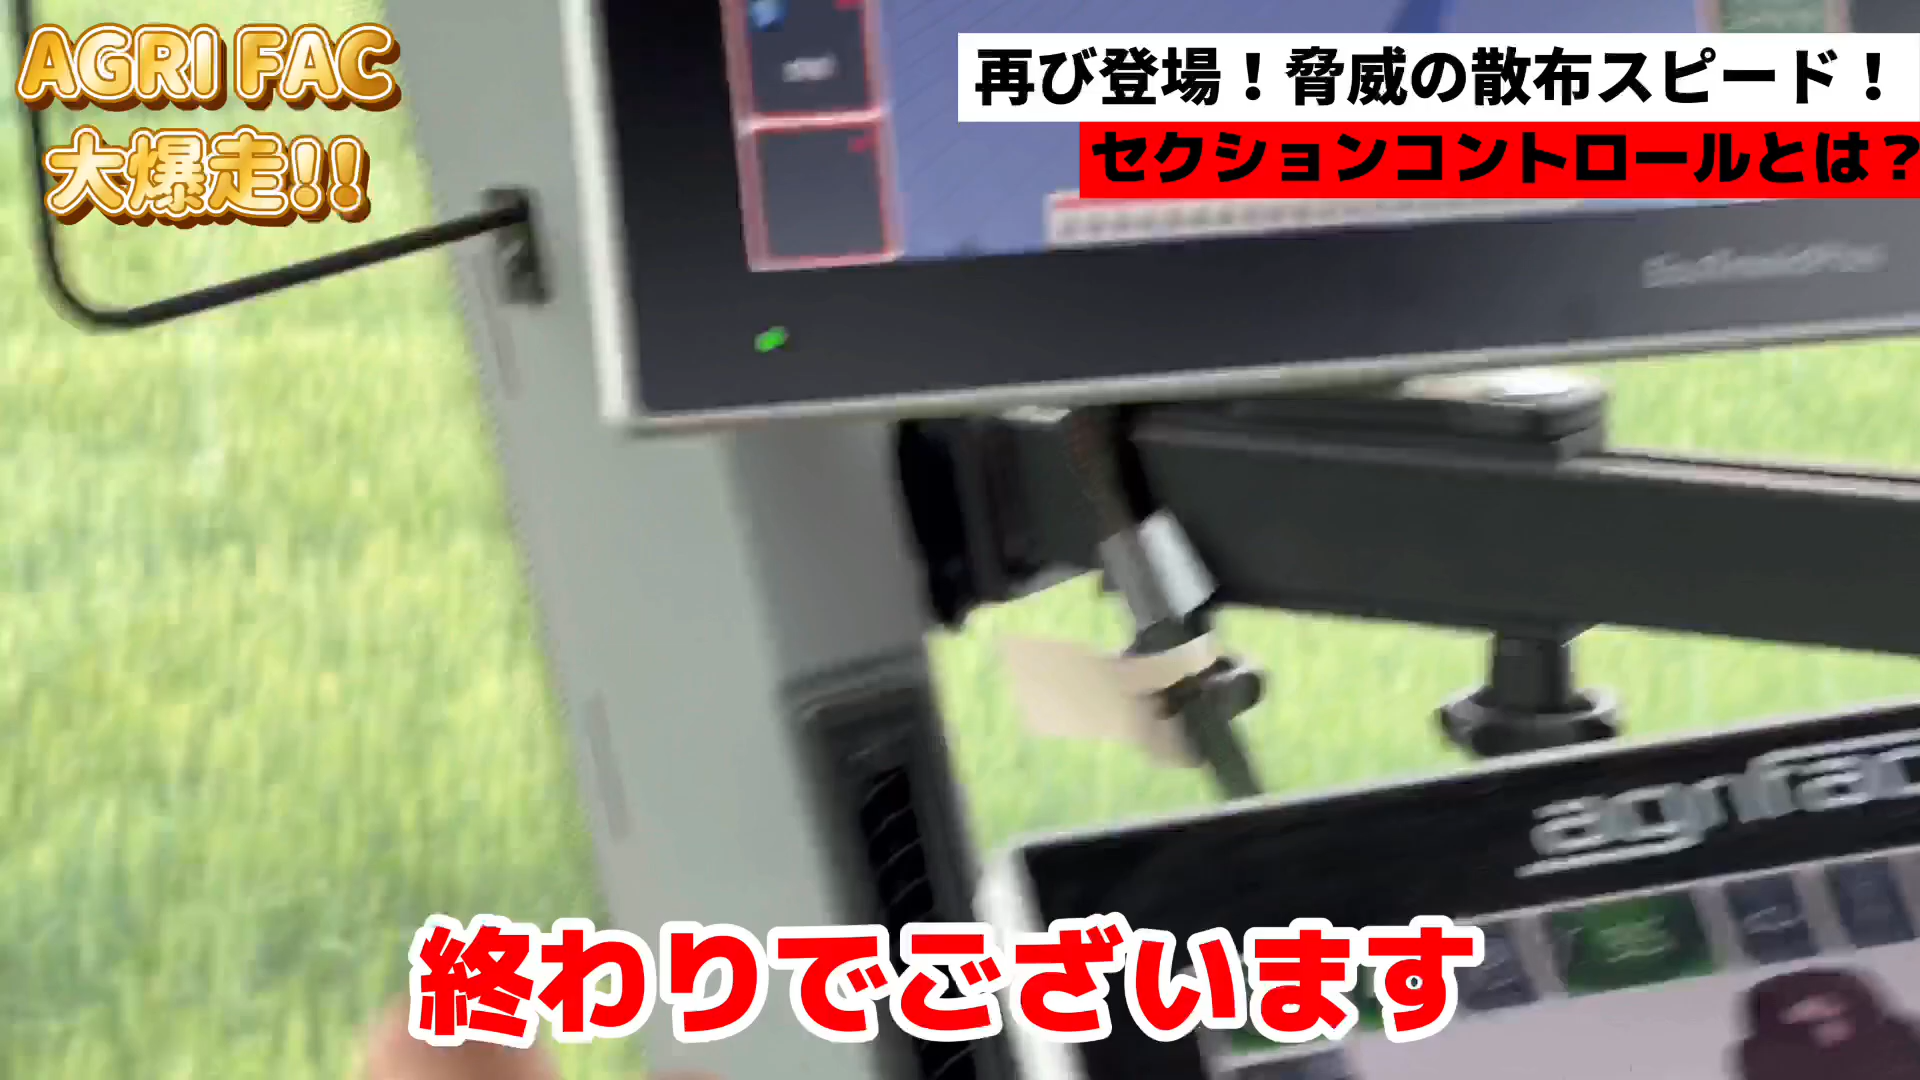 AGRI FAC
大爆走!!
再び登場！脅威の散布スピード！
セクションコントロールとは？
agrifac
終わりでございます